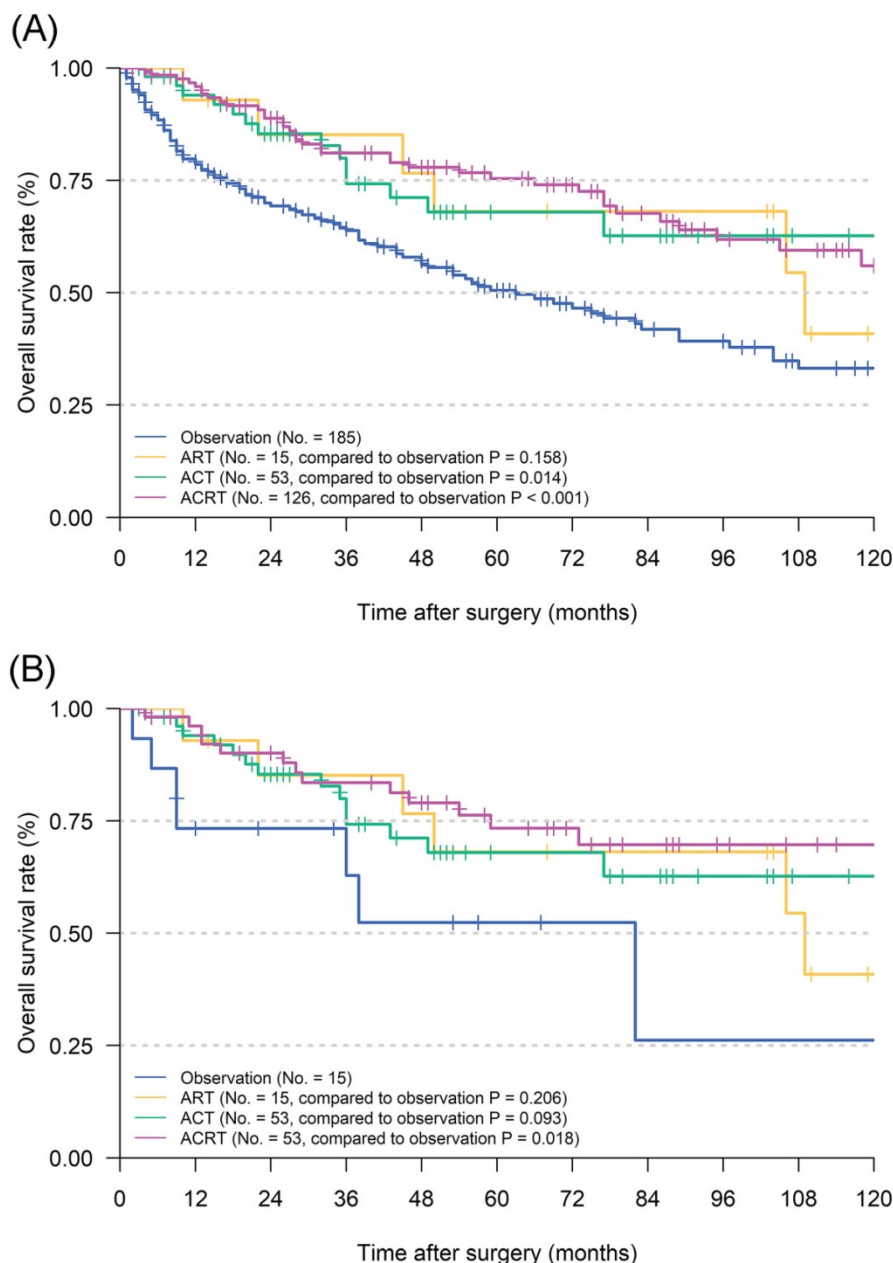 (A)
Overall survival rate (%)
1.00
0.75
0.50
0.25
0.00
Observation (No. = 185)
ART (No. = 15, compared to observation P = 0.158)
ACT (No. = 53, compared to observation P = 0.014)
ACRT (No. = 126, compared to observation P < 0.001)
0 12 24 36 48 60 72 84 96 108 120
Time after surgery (months)
(B)
Overall survival rate (%)
1.00
0.75
0.50
0.25
0.00
Observation (No. = 15)
ART (No. = 15, compared to observation P = 0.206)
ACT (No. = 53, compared to observation P = 0.093)
ACRT (No. = 53, compared to observation P = 0.018)
0 12 24 36 48 60 72 84 96 108 120
Time after surgery (months)